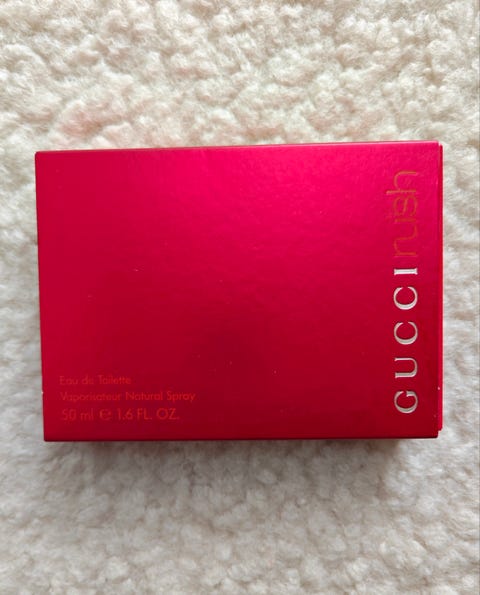 GUCCI rush
Eau de Toilette
Vaporisateur Natural Spray
50 ml ℮ 1.6 FL. OZ.